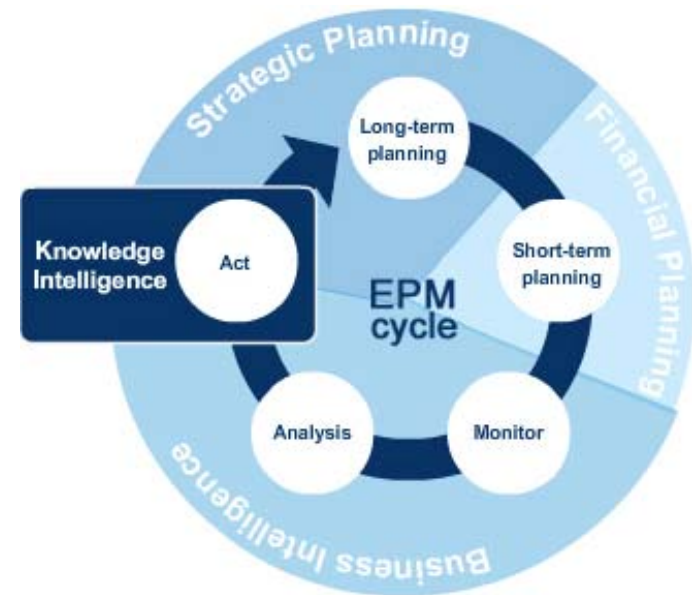 Strategic Planning
Financial Planning
Long-term
planning
Short-term
planning
Knowledge
Intelligence
Act
EPM
cycle
Analysis
Monitor
Business Intelligence